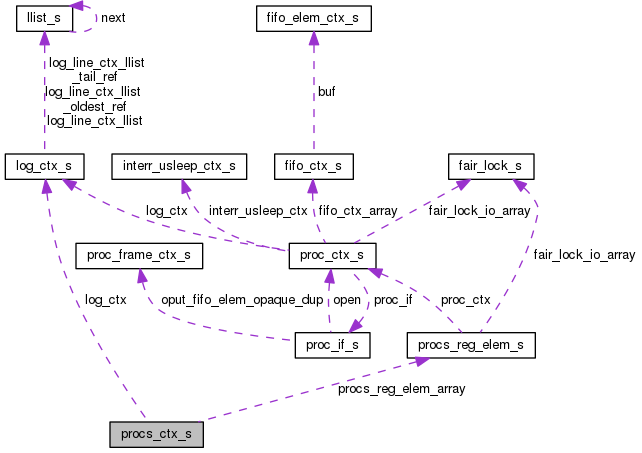 llist_s
next
fifo_elem_ctx_s
log_line_ctx_llist
_tail_ref
log_line_ctx_llist
_oldest_ref
log_line_ctx_llist
buf
log_ctx_s
interr_usleep_ctx_s
fifo_ctx_s
fair_lock_s
log_ctx
interr_usleep_ctx
fifo_ctx_array
fair_lock_io_array
proc_frame_ctx_s
proc_ctx_s
fair_lock_io_array
log_ctx
oput_fifo_elem_opaque_dup
open
proc_if
proc_ctx
proc_if_s
procs_reg_elem_s
procs_reg_elem_array
procs_ctx_s